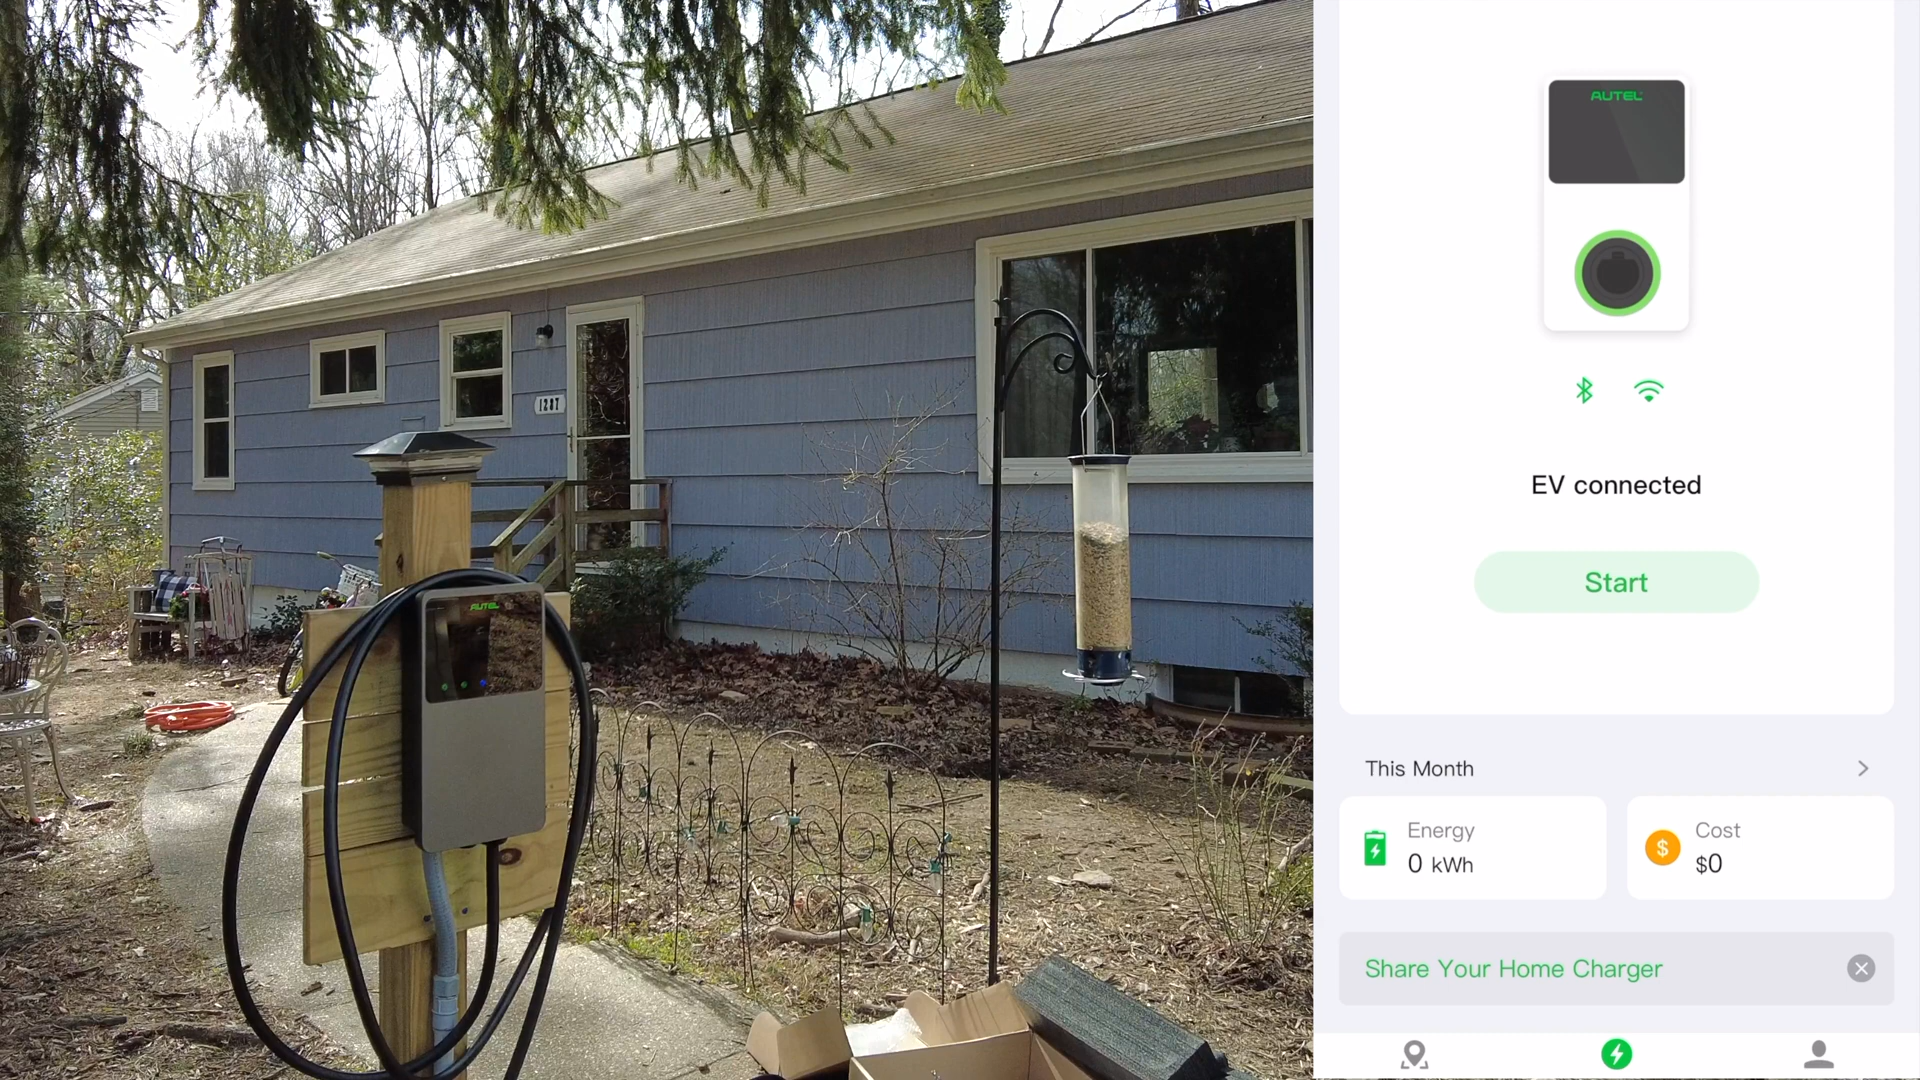 1287
AUTEL
AUTEL
EV connected
Start
This Month
Energy
0 kWh
Cost
$0
Share Your Home Charger